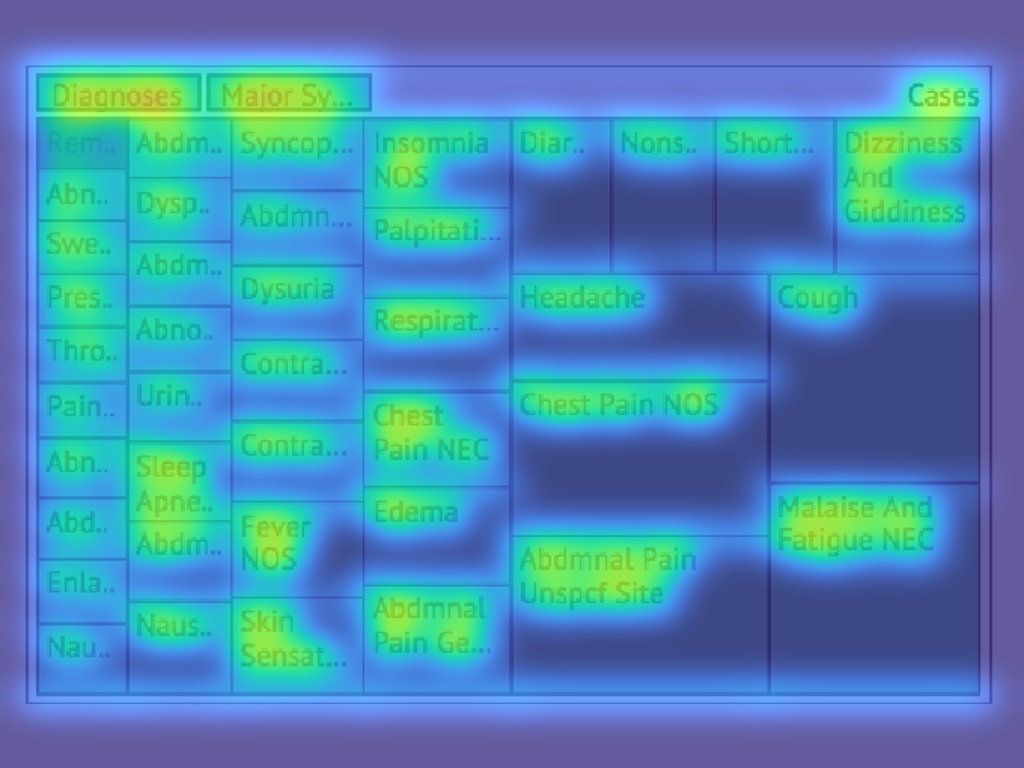 Diagnoses
Major Sy...
Cases
Rem..
Abn..
Swe..
Pres..
Thro..
Pain..
Abn..
Abd..
Enla..
Nau..
Abdm..
Dysp..
Abdm..
Abno..
Urin..
Sleep
Apne..
Abdm..
Naus..
Syncop...
Abdmn...
Dysuria
Contra...
Contra...
Fever
NOS
Skin
Sensat...
Insomnia
NOS
Palpitati...
Respirat...
Chest
Pain NEC
Edema
Abdmnal
Pain Ge...
Diar..
Nons..
Short...
Dizziness
And
Giddiness
Headache
Chest Pain NOS
Abdmnal Pain
Unspcf Site
Cough
Malaise And
Fatigue NEC